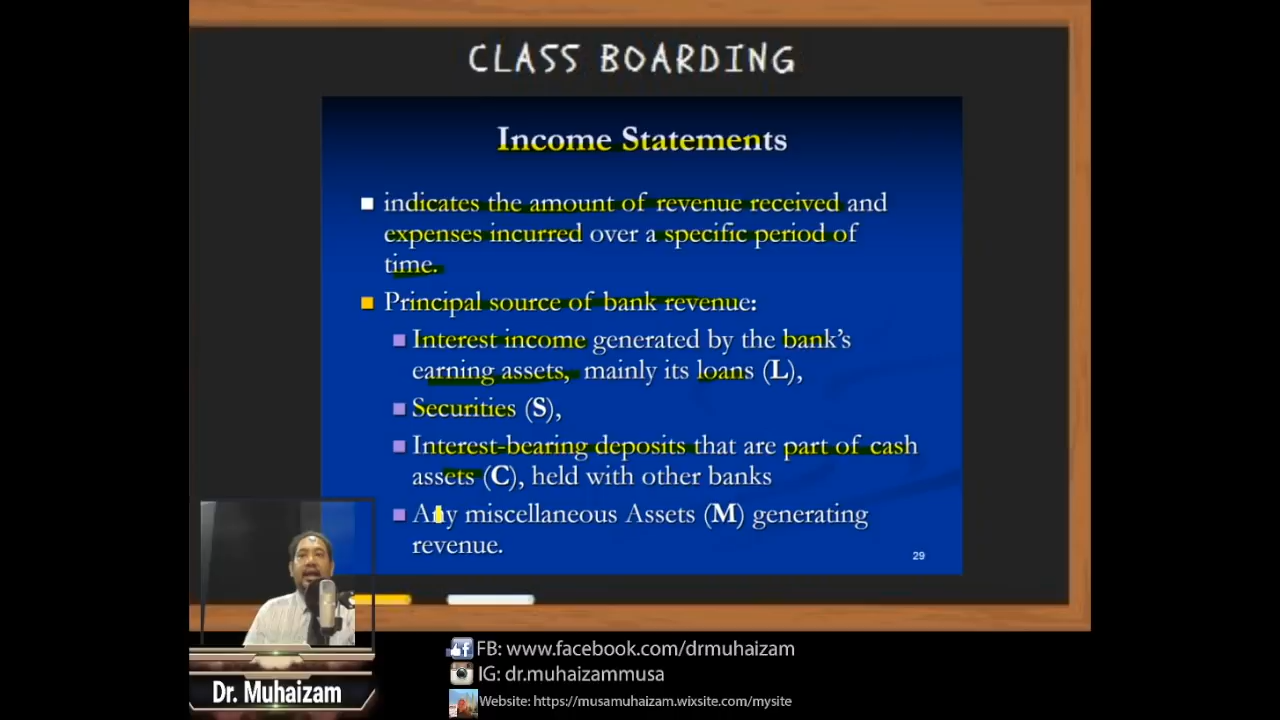 CLASS BOARDING
Income Statements
indicates the amount of revenue received and
expenses incurred over a specific period of
time.
Principal source of bank revenue:
Interest income generated by the bank’s
earning assets, mainly its loans (L),
Securities (S),
Interest-bearing deposits that are part of cash
assets (C), held with other banks
Any miscellaneous Assets (M) generating
revenue.
29
Dr. Muhaizam
FB: www.facebook.com/drmuhaizam
IG: dr.muhaizammusa
Website: https://musamuhaizam.wixsite.com/mysite